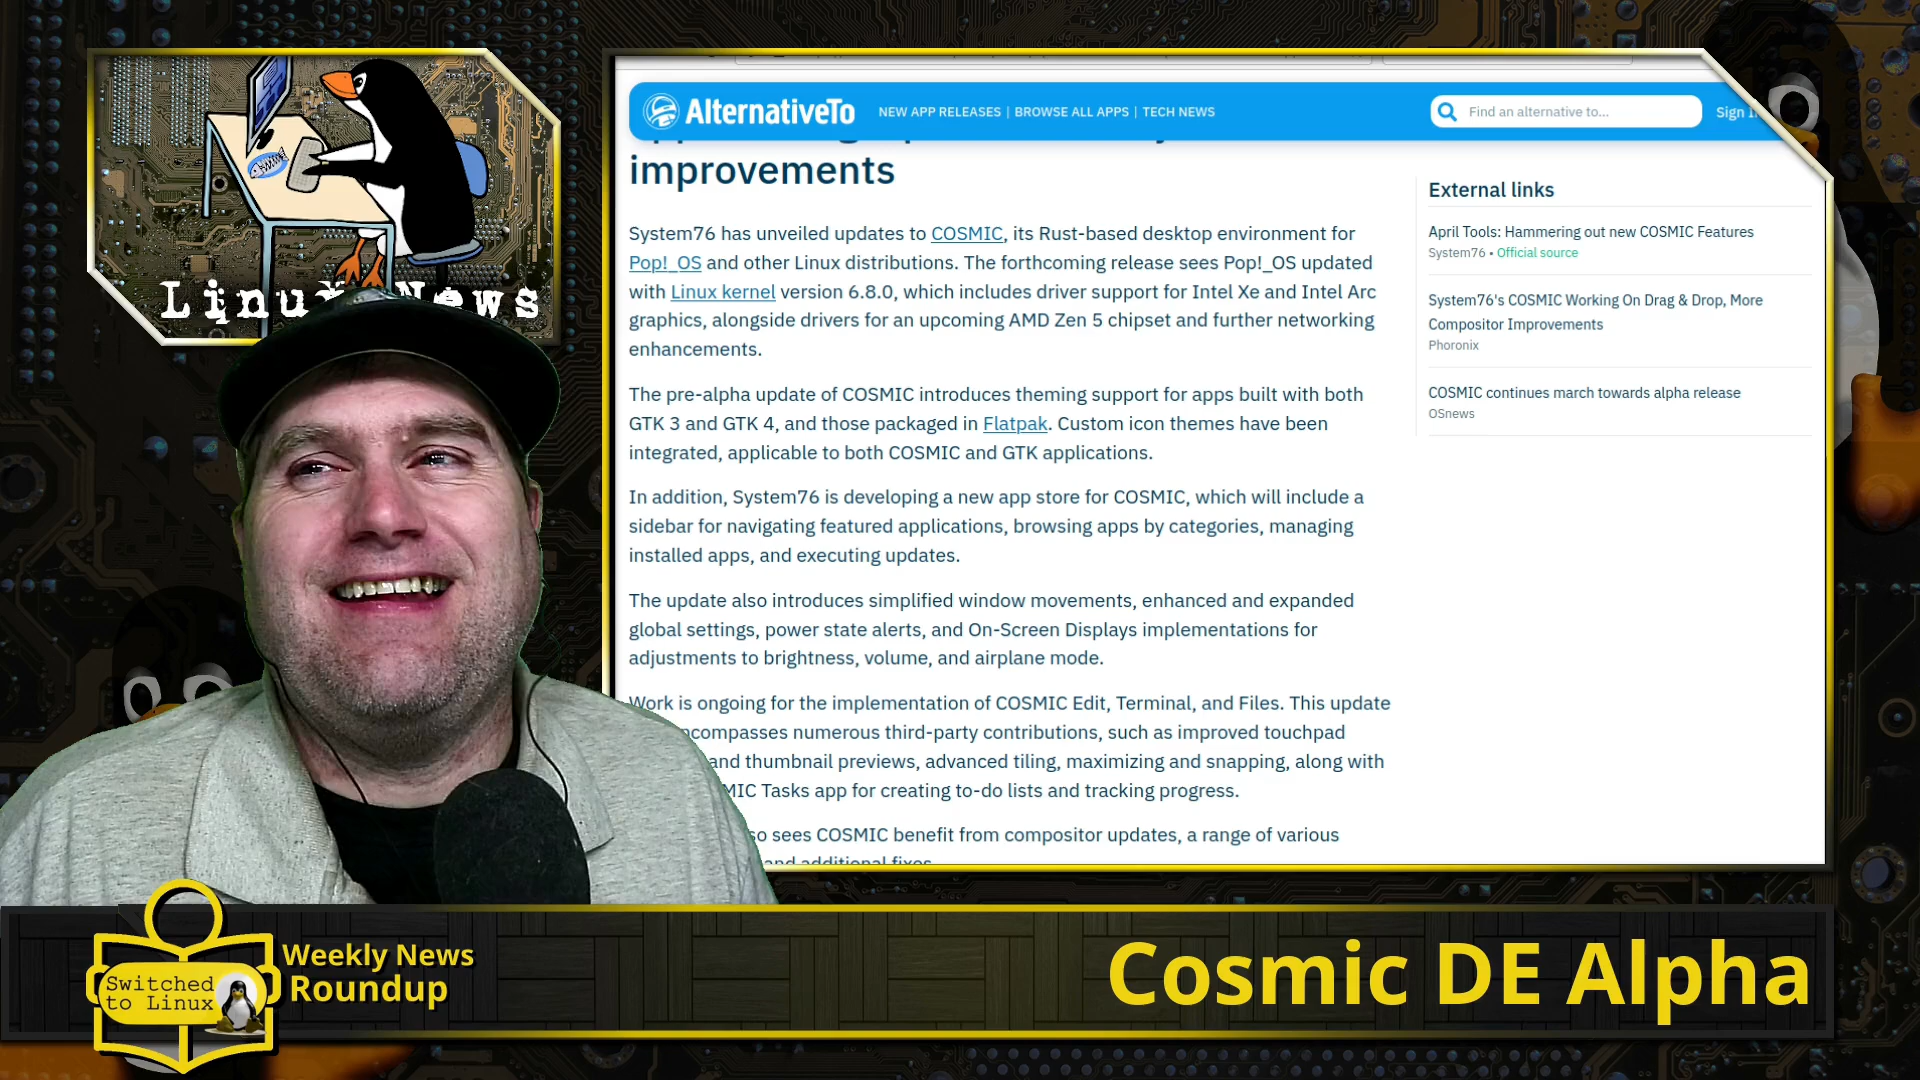 Linux News
AlternativeTo
NEW APP RELEASES | BROWSE ALL APPS | TECH NEWS
Find an alternative to...
Sign
improvements
System76 has unveiled updates to COSMIC, its Rust-based desktop environment for
Pop!_OS and other Linux distributions. The forthcoming release sees Pop!_OS updated
with Linux kernel version 6.8.0, which includes driver support for Intel Xe and Intel Arc
graphics, alongside drivers for an upcoming AMD Zen 5 chipset and further networking
enhancements.
The pre-alpha update of COSMIC introduces theming support for apps built with both
GTK 3 and GTK 4, and those packaged in Flatpak. Custom icon themes have been
integrated, applicable to both COSMIC and GTK applications.
In addition, System76 is developing a new app store for COSMIC, which will include a
sidebar for navigating featured applications, browsing apps by categories, managing
installed apps, and executing updates.
The update also introduces simplified window movements, enhanced and expanded
global settings, power state alerts, and On-Screen Displays implementations for
adjustments to brightness, volume, and airplane mode.
Work is ongoing for the implementation of COSMIC Edit, Terminal, and Files. This update
ncompasses numerous third-party contributions, such as improved touchpad
and thumbnail previews, advanced tiling, maximizing and snapping, along with
MIC Tasks app for creating to-do lists and tracking progress.
so sees COSMIC benefit from compositor updates, a range of various
and additional fixes
External links
April Tools: Hammering out new COSMIC Features
System76 • Official source
System76's COSMIC Working On Drag & Drop, More
Compositor Improvements
Phoronix
COSMIC continues march towards alpha release
OSnews
Switched
to Linux
Weekly News
Roundup
Cosmic DE Alpha